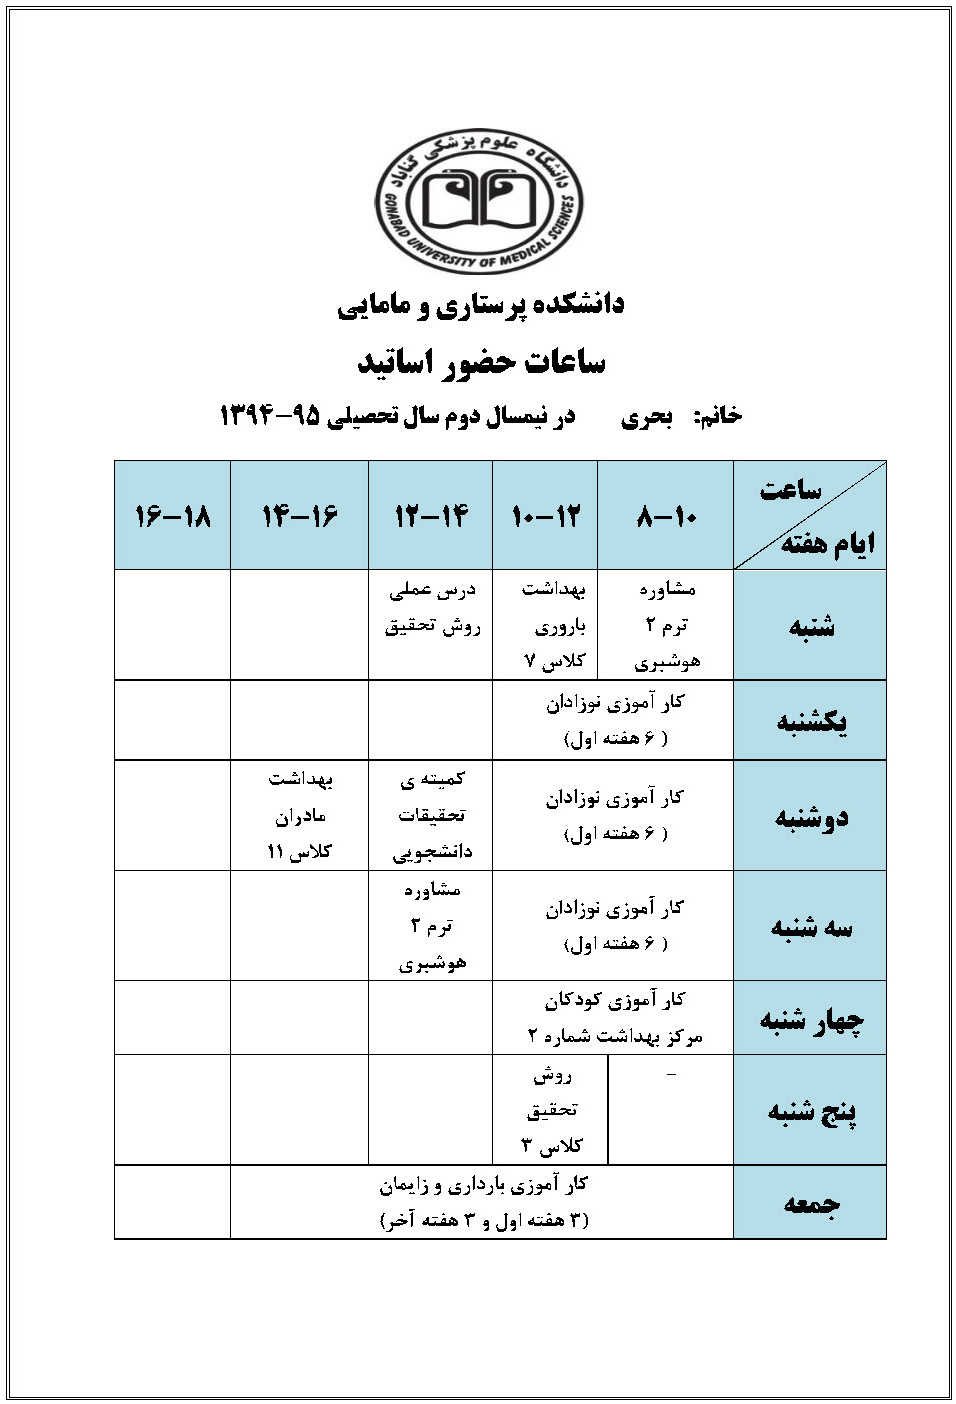 دانشگاه علوم پزشکی گناباد
GONABAD UNIVERSITY OF MEDICAL SCIENCES
دانشکده پرستاری و مامایی
ساعات حضور اساتید
خانم: بحری در نیمسال دوم سال تحصیلی ۹۵-۱۳۹۴
ساعت
ایام هفته
۸-۱۰
۱۰-۱۲
۱۲-۱۴
۱۴-۱۶
۱۶-۱۸
شنبه
مشاوره
ترم ۲
هوشبری
بهداشت
باروری
کلاس ۷
درس عملی
روش تحقیق
یکشنبه
کار آموزی نوزادان
( ۶ هفته اول)
دوشنبه
کار آموزی نوزادان
( ۶ هفته اول)
کمیته ی
تحقیقات
دانشجویی
بهداشت
مادران
کلاس ۱۱
سه شنبه
کار آموزی نوزادان
( ۶ هفته اول)
مشاوره
ترم ۲
هوشبری
چهار شنبه
کار آموزی کودکان
مرکز بهداشت شماره ۲
پنج شنبه
-
روش
تحقیق
کلاس ۳
جمعه
کار آموزی بارداری و زایمان
(۳ هفته اول و ۳ هفته آخر)